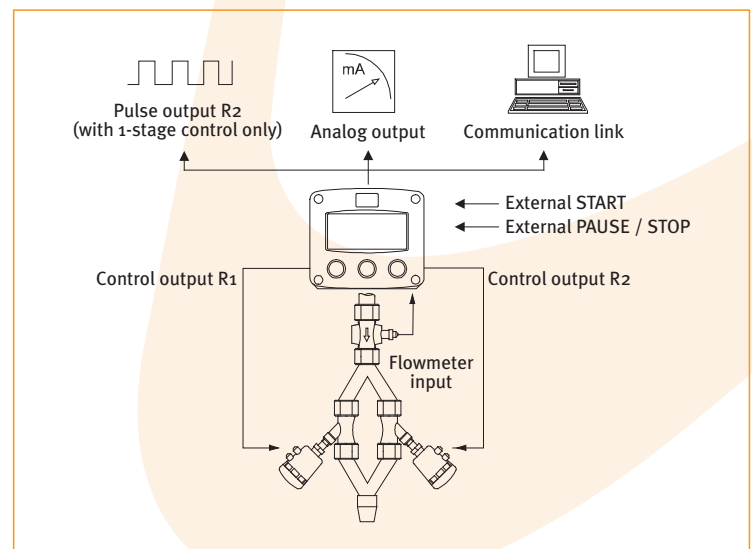 mA
Pulse output R2
(with 1-stage control only)
Analog output
Communication link
External START
External PAUSE / STOP
Control output R1
Control output R2
Flowmeter
input